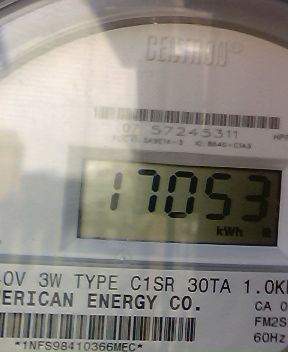 CENTRON®
07 57245311
17053
kWh
.0V 3W TYPE C1SR 30TA 1.0K
ERICAN ENERGY CO.
CA 0
FM2S
60Hz
*1NFS98410366MEC*